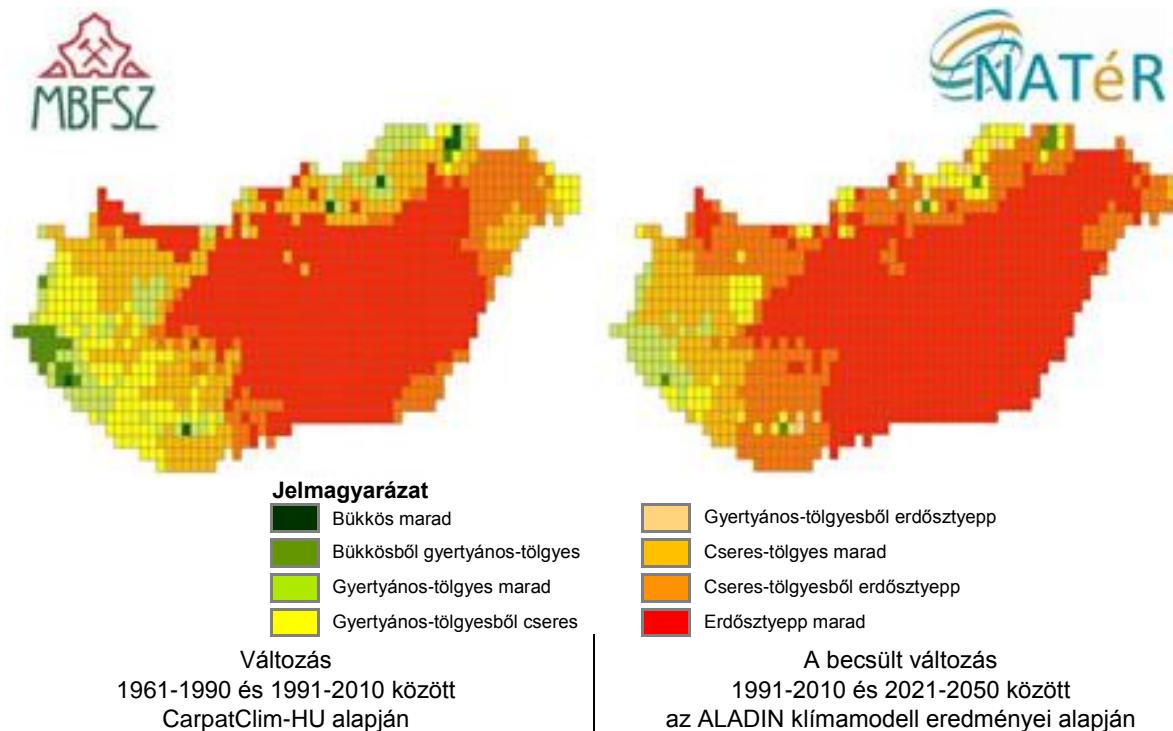 MBFSZ
NATéR
Jelmagyarázat
Bükkös marad
Bükkösből gyertyános-tölgyes
Gyertyános-tölgyes marad
Gyertyános-tölgyesből cseres
Gyertyános-tölgyesből erdősztyepp
Cseres-tölgyes marad
Cseres-tölgyesből erdősztyepp
Erdősztyepp marad
Változás
1961-1990 és 1991-2010 között
CarpatClim-HU alapján
A becsült változás
1991-2010 és 2021-2050 között
az ALADIN klímamodell eredményei alapján